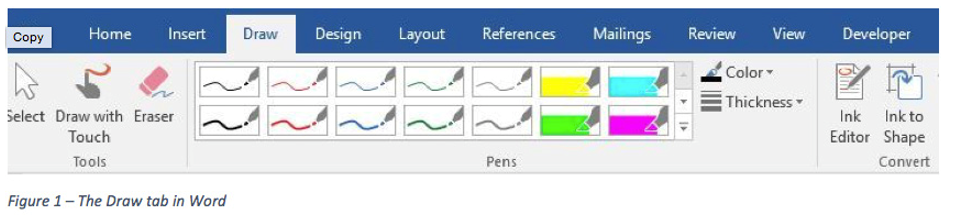 Copy Home Insert Draw Design Layout References Mailings Review View Developer
Color
Thickness
Select Draw with Touch Eraser
Ink Editor Ink to Shape
Tools Pens Convert
Figure 1 – The Draw tab in Word